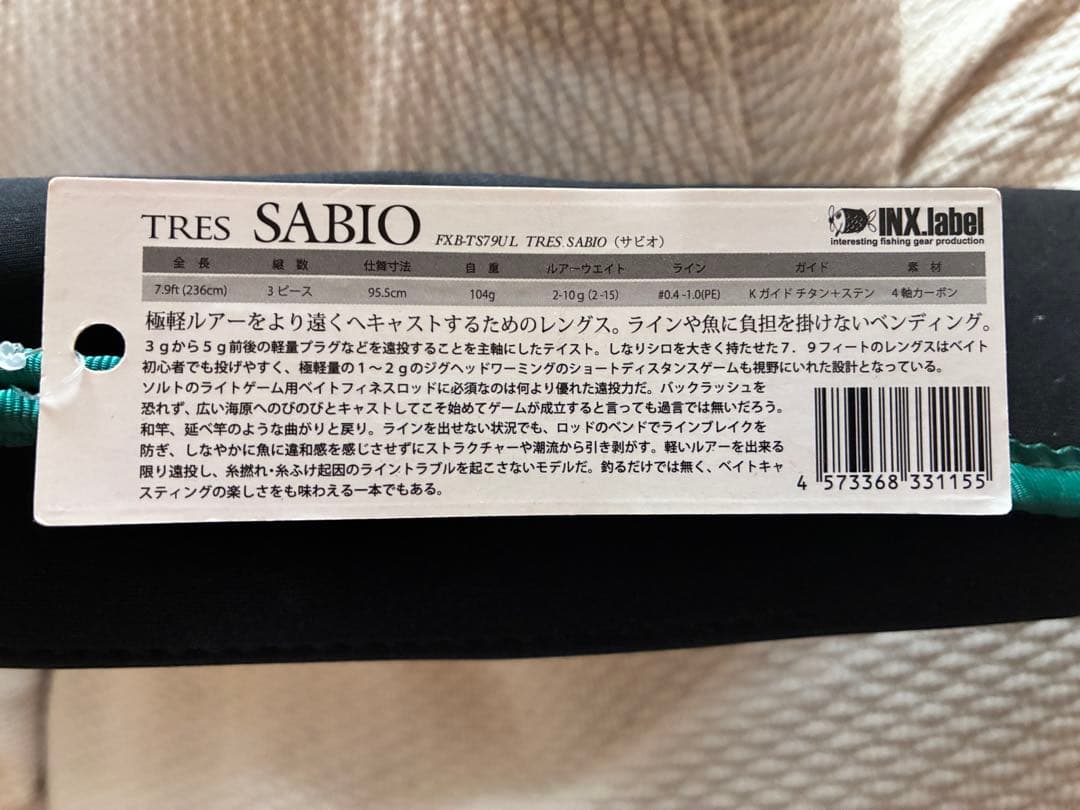 TRES SABIO FXB-TS79UL TRES.SABIO（サビオ）
INX.label
interesting fishing gear production
全長 継数 仕舞寸法 自重 ルアーウエイト ライン ガイド 素材
7.9ft (236cm) 3ピース 95.5cm 104g 2-10g (2-15) #0.4-1.0(PE) Kガイド チタン+ステン 4軸カーボン
極軽ルアーをより遠くへキャストするためのレングス。ラインや魚に負担を掛けないベンディング。
3gから5g前後の軽量プラグなどを遠投することを主軸にしたテイスト。しなりシロを大きく持たせた7．9フィートのレングスはベイト
初心者でも投げやすく、極軽量の1〜2gのジグヘッドワーミングのショートディスタンスゲームも視野にいれた設計となっている。
ソルトのライトゲーム用ベイトフィネスロッドに必須なのは何より優れた遠投力だ。バックラッシュを
恐れず、広い海原へのびのびとキャストしてこそ始めてゲームが成立すると言っても過言では無いだろう。
和竿、延べ竿のような曲がりと戻り。ラインを出せない状況でも、ロッドのベンドでラインブレイクを
防ぎ、しなやかに魚に違和感を感じさせずにストラクチャーや潮流から引き剥がす。軽いルアーを出来る
限り遠投し、糸撚れ・糸ふけ起因のライントラブルを起こさないモデルだ。釣るだけでは無く、ベイトキャ
スティングの楽しさをも味わえる一本でもある。
4 573368 331155